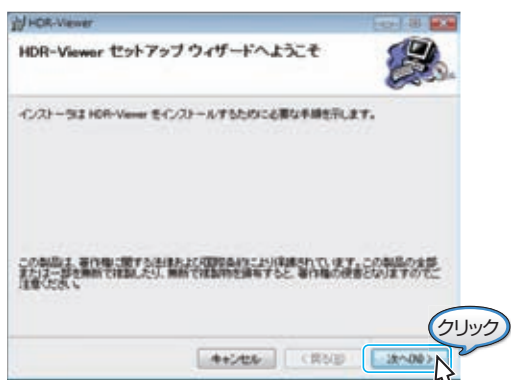 HDR-Viewer
HDR-Viewer セットアップ ウィザードへようこそ
インストーラは HDR-Viewer をインストールするために必要な手順を示します。
この製品は、著作権に関する法律および国際条約により保護されています。この製品の全部
または一部を無断で複製したり、無断で複製物を頒布すると、著作権の侵害となりますのでご
注意ください。
クリック
キャンセル
< 戻る(B)
次へ(N) >